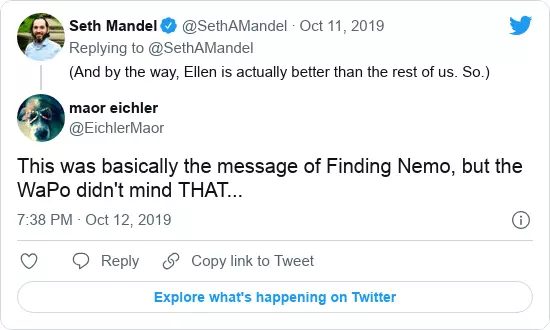 Seth Mandel @SethAMandel · Oct 11, 2019
Replying to @SethAMandel
(And by the way, Ellen is actually better than the rest of us. So.)
maor eichler
@EichlerMaor
This was basically the message of Finding Nemo, but the
WaPo didn't mind THAT...
7:38 PM · Oct 12, 2019
Reply Copy link to Tweet
Explore what's happening on Twitter